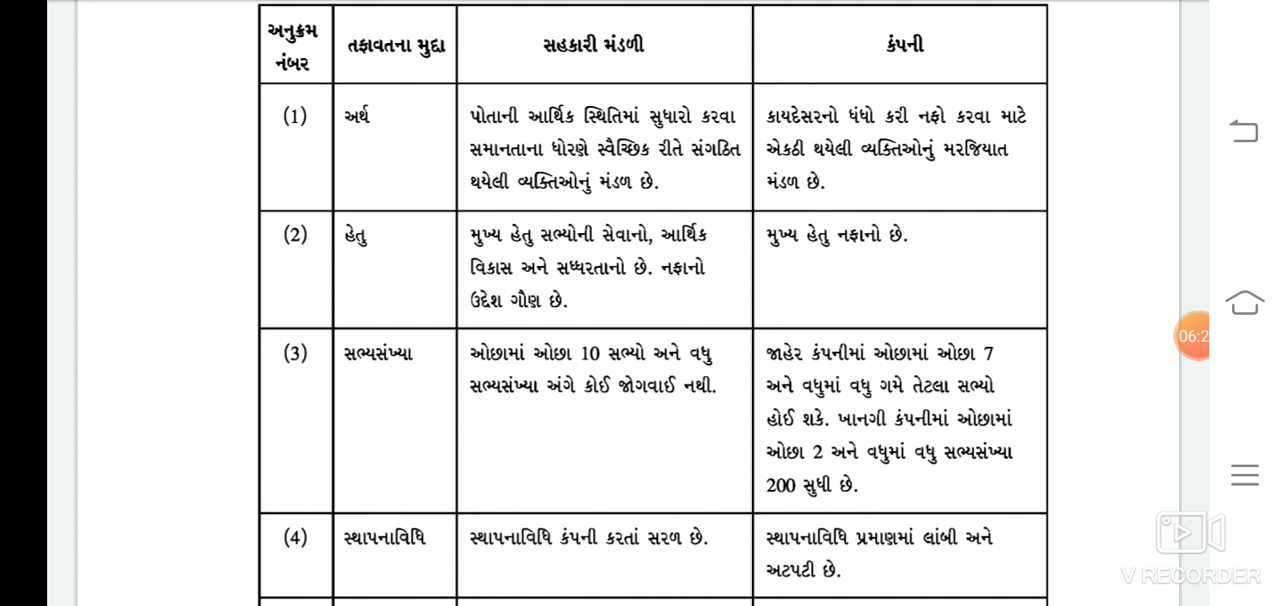 અનુક્રમ નંબર તફાવતના મુદ્દા સહકારી મંડળી કંપની
(1) અર્થ
પોતાની આર્થિક સ્થિતિમાં સુધારો કરવા
સમાનતાના ધોરણે સ્વૈચ્છિક રીતે સંગઠિત
થયેલી વ્યક્તિઓનું મંડળ છે.
કાયદેસરનો ધંધો કરી નફો કરવા માટે
એકઠી થયેલી વ્યક્તિઓનું મરજિયાત
મંડળ છે.
(2) હેતુ
મુખ્ય હેતુ સભ્યોની સેવાનો, આર્થિક
વિકાસ અને સધ્ધરતાનો છે. નફાનો
ઉદ્દેશ ગૌણ છે.
મુખ્ય હેતુ નફાનો છે.
(3) સભ્યસંખ્યા
ઓછામાં ઓછા 10 સભ્યો અને વધુ
સભ્યસંખ્યા અંગે કોઈ જોગવાઈ નથી.
જાહેર કંપનીમાં ઓછામાં ઓછા 7
અને વધુમાં વધુ ગમે તેટલા સભ્યો
હોઈ શકે. ખાનગી કંપનીમાં ઓછામાં
ઓછા 2 અને વધુમાં વધુ સભ્યસંખ્યા
200 સુધી છે.
(4) સ્થાપનાવિધિ
સ્થાપનાવિધિ કંપની કરતાં સરળ છે.
સ્થાપનાવિધિ પ્રમાણમાં લાંબી અને
અટપટી છે.
06:2
V RECORDER